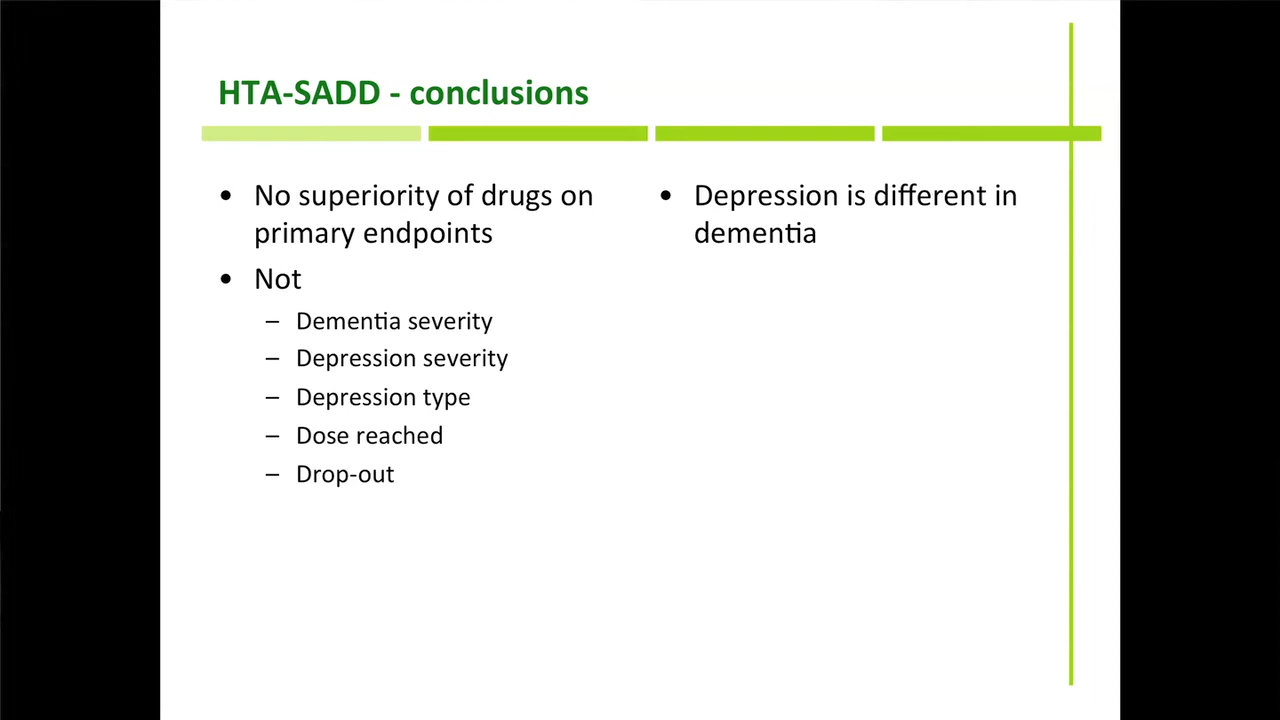 HTA-SADD - conclusions
• No superiority of drugs on
primary endpoints
• Not
– Dementia severity
– Depression severity
– Depression type
– Dose reached
– Drop-out
• Depression is different in
dementia